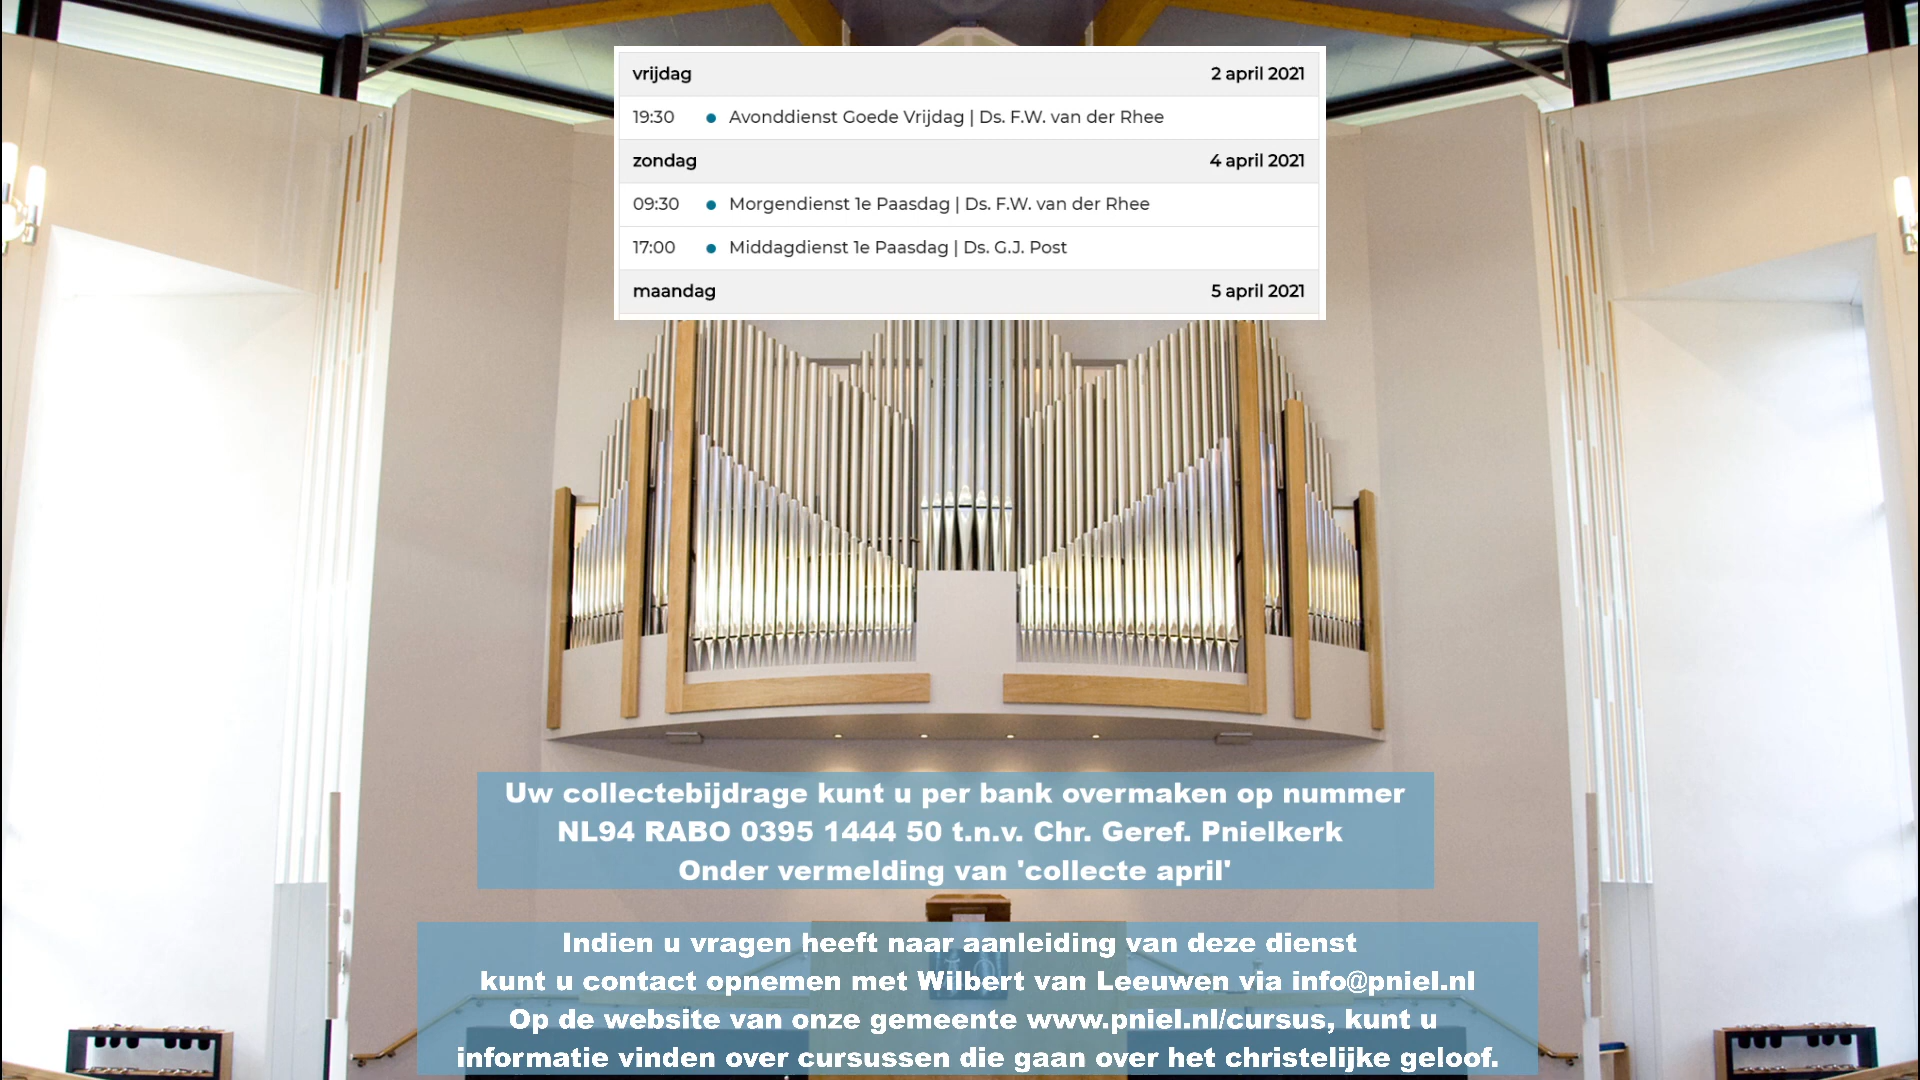 vrijdag 2 april 2021
19:30 Avonddienst Goede Vrijdag | Ds. F.W. van der Rhee
zondag 4 april 2021
09:30 Morgendienst 1e Paasdag | Ds. F.W. van der Rhee
17:00 Middagdienst 1e Paasdag | Ds. G.J. Post
maandag 5 april 2021
Uw collectebijdrage kunt u per bank overmaken op nummer
NL94 RABO 0395 1444 50 t.n.v. Chr. Geref. Pnielkerk
Onder vermelding van 'collecte april'
Indien u vragen heeft naar aanleiding van deze dienst
kunt u contact opnemen met Wilbert van Leeuwen via info@pniel.nl
Op de website van onze gemeente www.pniel.nl/cursus, kunt u
informatie vinden over cursussen die gaan over het christelijke geloof.